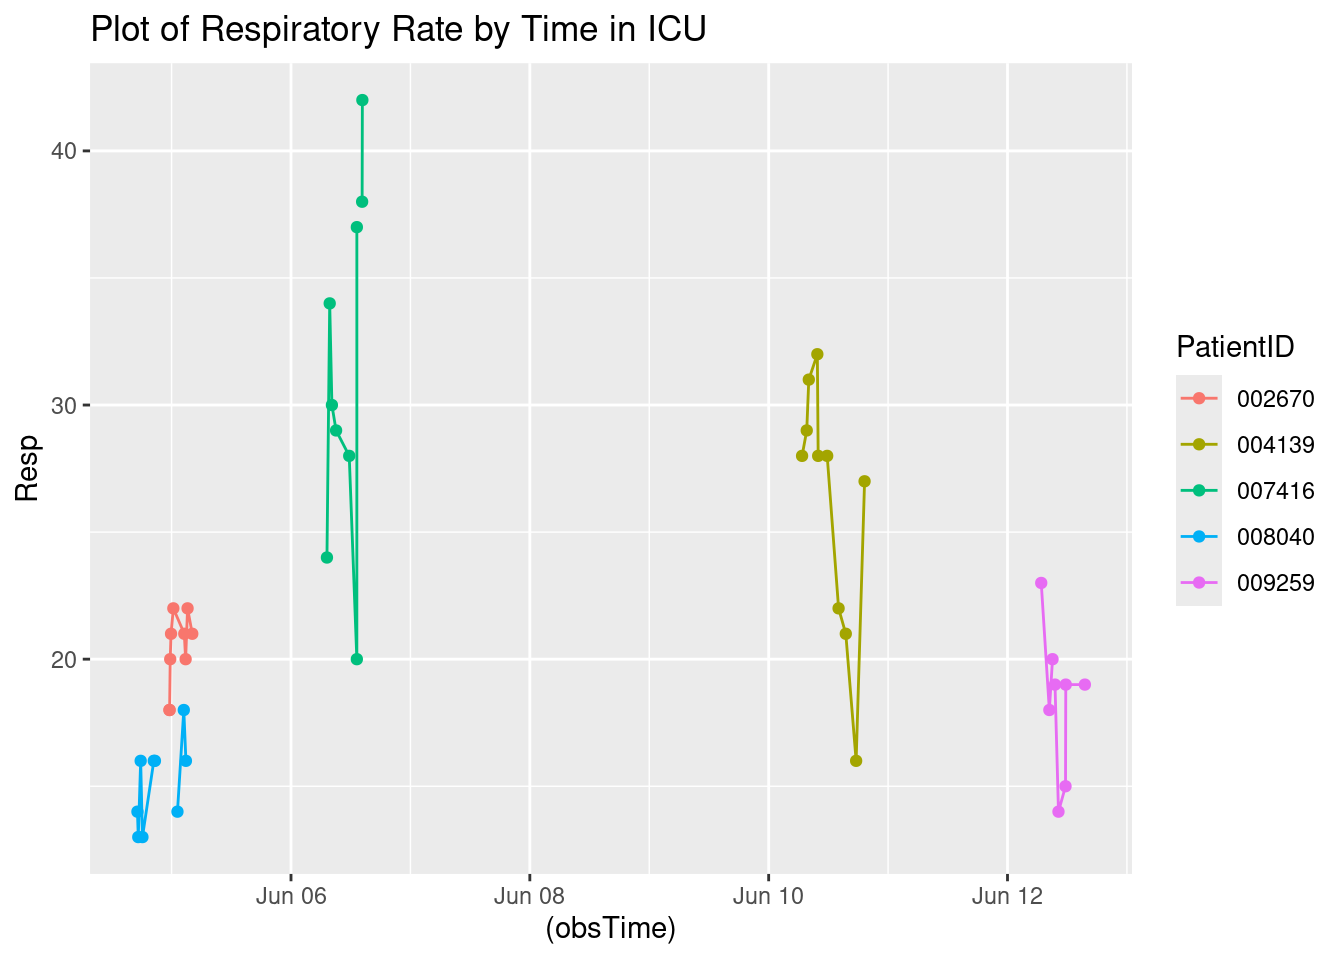 Plot of Respiratory Rate by Time in ICU
40
30
20
Resp
Jun 06
Jun 08
Jun 10
Jun 12
(obsTime)
PatientID
002670
004139
007416
008040
009259